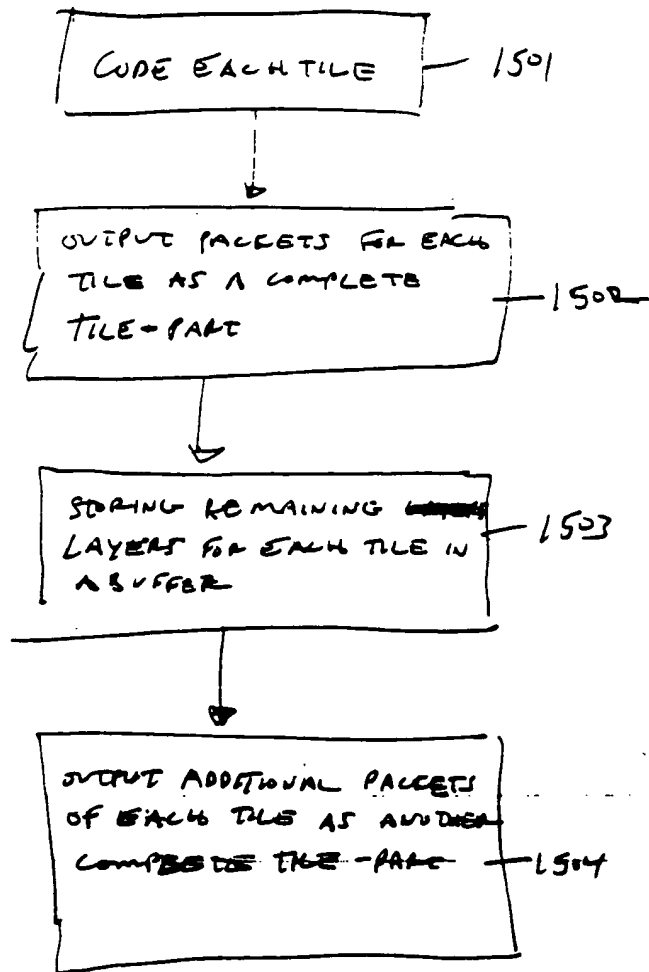 CODE EACH TILE
1501
OUTPUT PACKETS FOR EACH
TILE AS A COMPLETE
TILE-PART
1502
STORING REMAINING
LAYERS FOR EACH TILE IN
A BUFFER
1503
OUTPUT ADDITIONAL PACKETS
OF EACH TILE AS ANOTHER
COMPLETE TILE-PART
1504